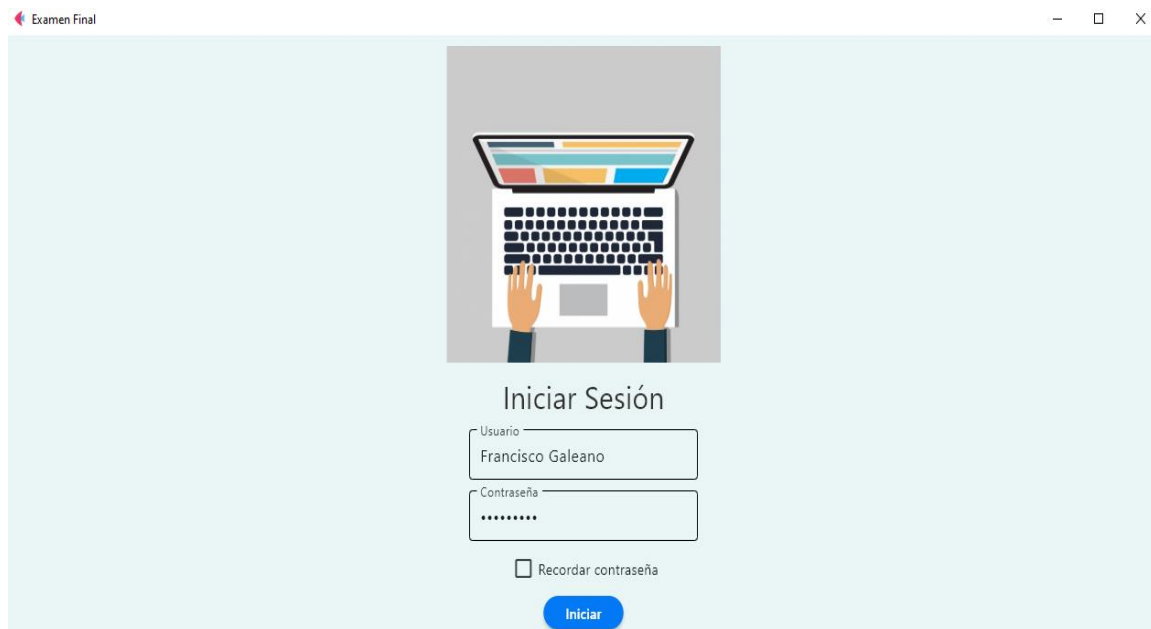 Examen Final
Iniciar Sesión
Usuario
Francisco Galeano
Contraseña
•••••••••
Recordar contraseña
Iniciar